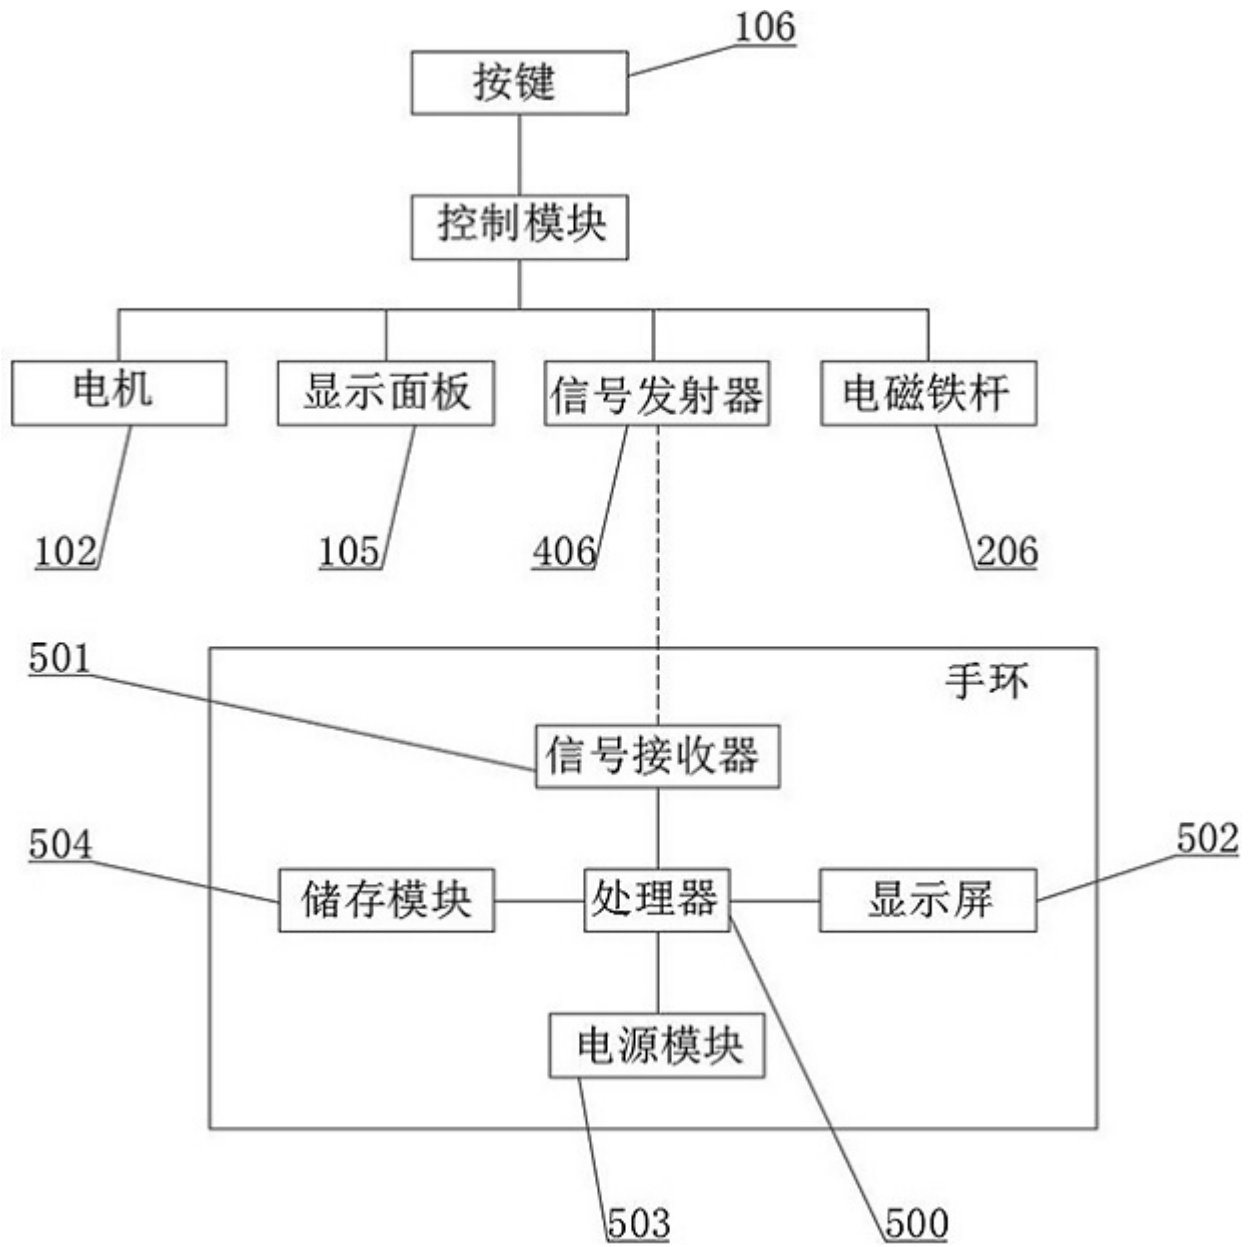 106
按键
控制模块
电机
显示面板
信号发射器
电磁铁杆
102
105
406
206
501
手环
信号接收器
504
502
储存模块
处理器
显示屏
电源模块
503
500